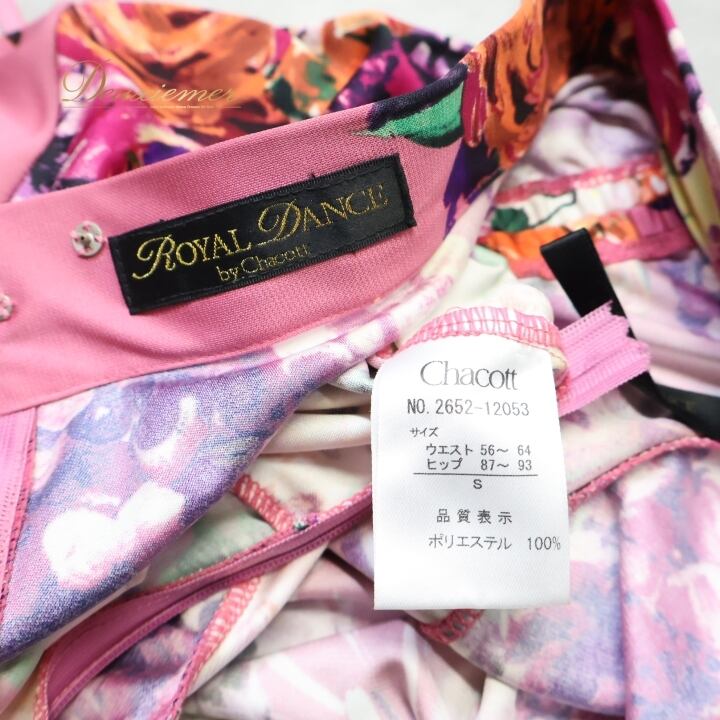 Denciemer
ROYAL DANCE
by Chacott
Chacott
NO. 2652-12053
サイズ
ウエスト 56～ 64
ヒップ 87～ 93
S
品質表示
ポリエステル 100%